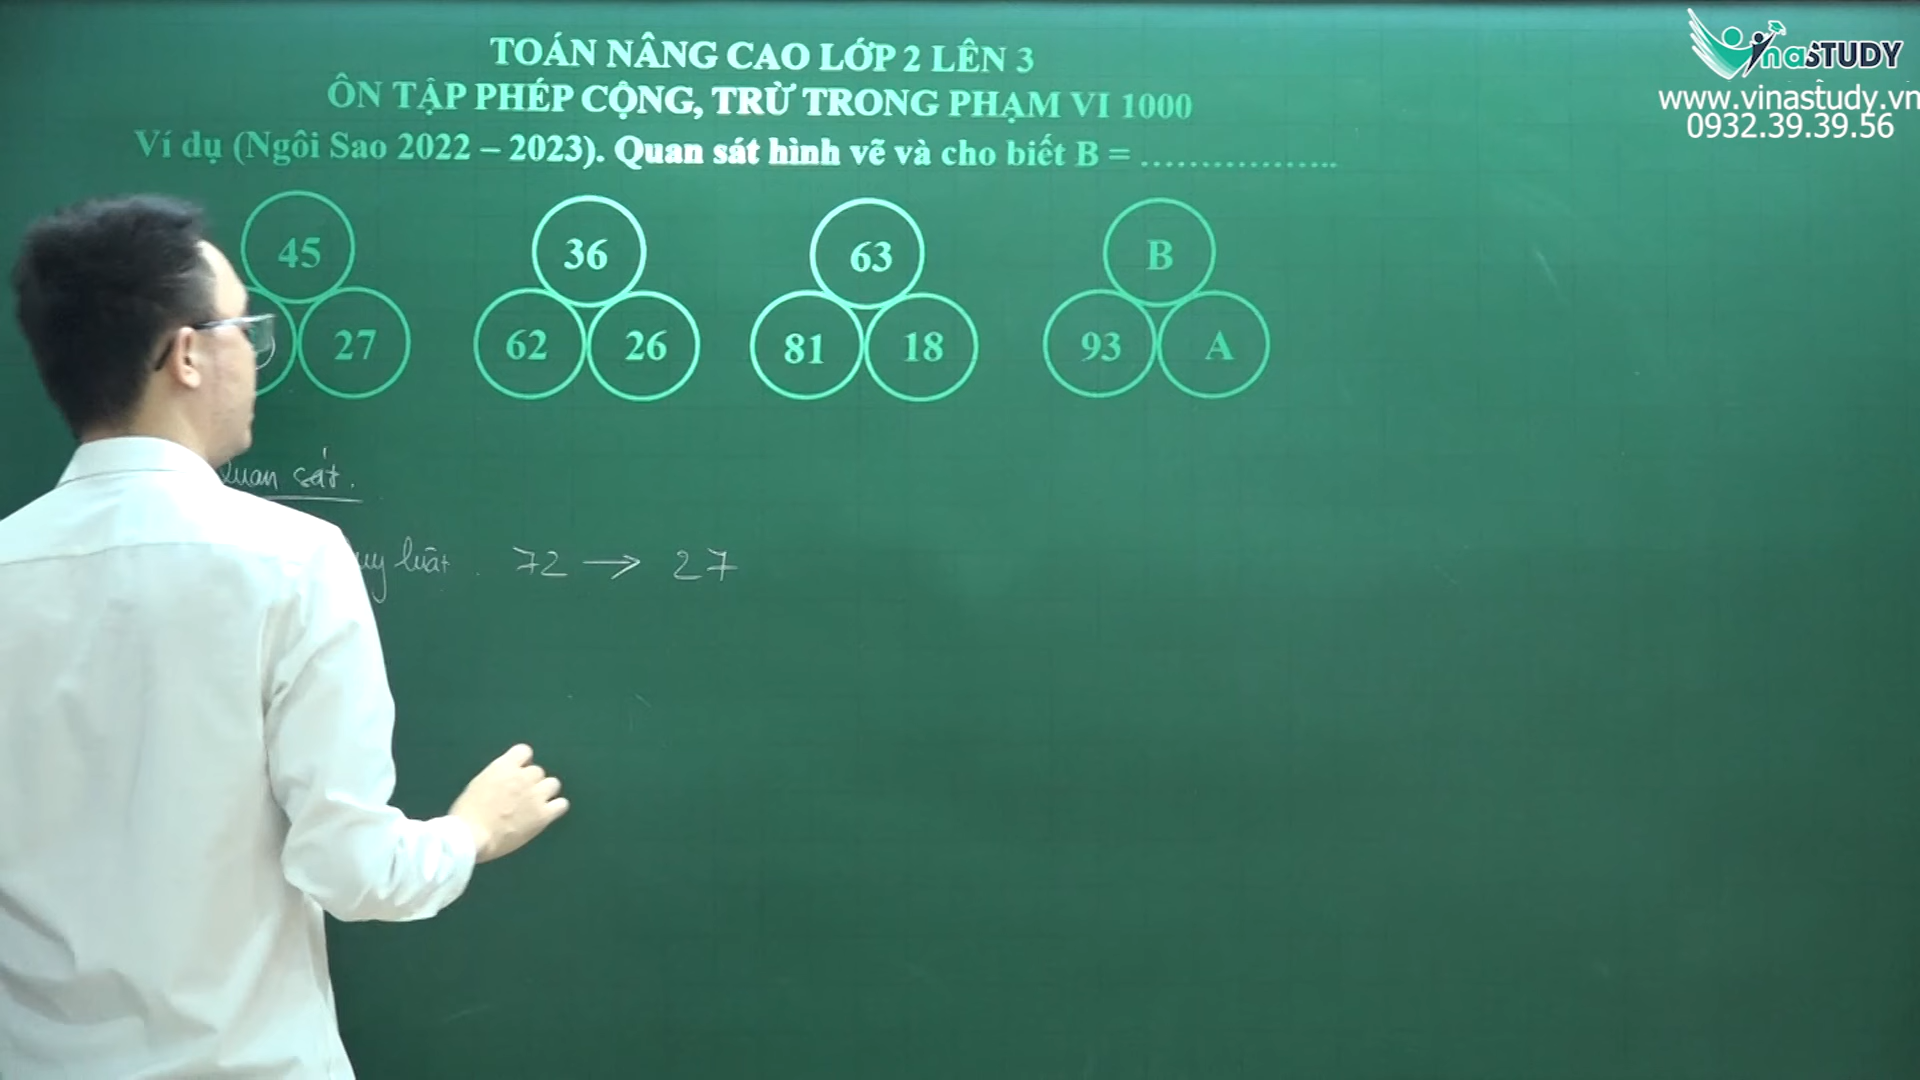 VinaSTUDY
www.vinastudy.vn
0932.39.39.56
TOÁN NÂNG CAO LỚP 2 LÊN 3
ÔN TẬP PHÉP CỘNG, TRỪ TRONG PHẠM VI 1000
Ví dụ (Ngôi Sao 2022 – 2023). Quan sát hình vẽ và cho biết B = ………………..
45 36 63 B
27 62 26 81 18 93 A
Quan sát.
luật. 72 → 27